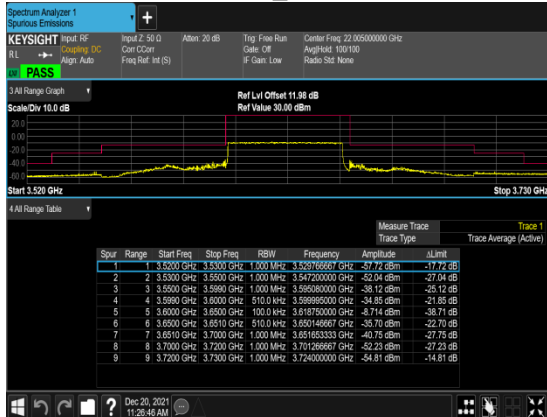 Spectrum Analyzer 1
Spurious Emissions
KEYSIGHT Input: RF Input Z: 50 Ω Atten: 20 dB Trig: Free Run Center Freq: 22.005000000 GHz
RL Coupling: DC Corr CCorr Gate: Off Avg|Hold: 100/100
Align: Auto Freq Ref: Int (S) IF Gain: Low Radio Std: None
PASS
3 All Range Graph
Ref Lvl Offset 11.98 dB
Scale/Div 10.0 dB Ref Value 30.00 dBm
20.0
0.00
-20.0
-40.0
-60.0
Start 3.520 GHz Stop 3.730 GHz
4 All Range Table
Measure Trace Trace 1
Trace Type Trace Average (Active)
Spur Range Start Freq Stop Freq RBW Frequency Amplitude ΔLimit
1 1 3.5200 GHz 3.5300 GHz 1.000 MHz 3.529766667 GHz -57.72 dBm -17.72 dB
2 2 3.5300 GHz 3.5500 GHz 1.000 MHz 3.547200000 GHz -52.04 dBm -27.04 dB
3 3 3.5500 GHz 3.5990 GHz 1.000 MHz 3.595080000 GHz -38.12 dBm -25.12 dB
4 4 3.5990 GHz 3.6000 GHz 510.0 kHz 3.599995000 GHz -34.85 dBm -21.85 dB
5 5 3.6000 GHz 3.6500 GHz 100.0 kHz 3.618750000 GHz -8.714 dBm -38.71 dB
6 6 3.6500 GHz 3.6510 GHz 510.0 kHz 3.650146667 GHz -35.70 dBm -22.70 dB
7 7 3.6510 GHz 3.7000 GHz 1.000 MHz 3.651653333 GHz -40.75 dBm -27.75 dB
8 8 3.7000 GHz 3.7200 GHz 1.000 MHz 3.701266667 GHz -52.23 dBm -27.23 dB
9 9 3.7200 GHz 3.7300 GHz 1.000 MHz 3.724000000 GHz -54.81 dBm -14.81 dB
? Dec 20, 2021
11:26:46 AM